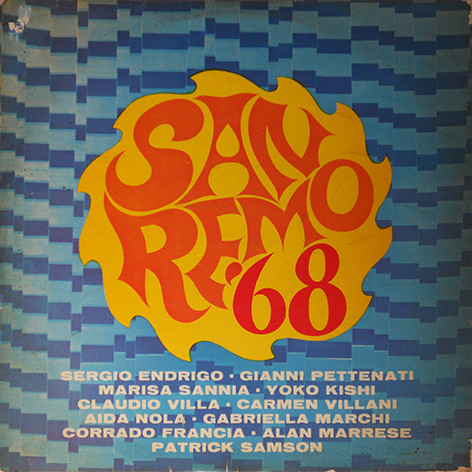 SAN
REMO
'68
SERGIO ENDRIGO · GIANNI PETTENATI
MARISA SANNIA · YOKO KISHI
CLAUDIO VILLA · CARMEN VILLANI
AIDA NOLA · GABRIELLA MARCHI
CORRADO FRANCIA · ALAN MARRESE
PATRICK SAMSON